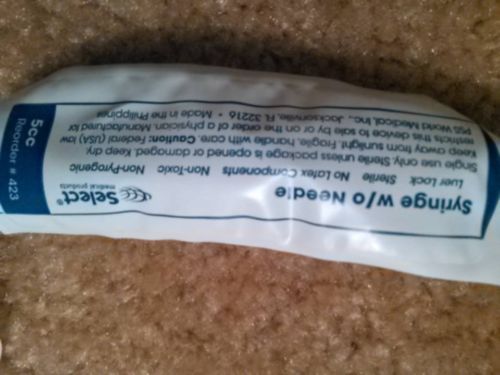 Select®
medical products
Syringe w/o Needle
Luer Lock Sterile No Latex Components Non-Toxic Non-Pyrogenic
Single use only. Sterile unless package is opened or damaged. Keep dry.
Keep away from sunlight. Fragile, handle with care. Caution: Federal (USA) law
restricts this device to sale by or on the order of a physician. Manufactured for
PSS World Medical, Inc., Jacksonville, FL 32216 • Made in the Philippines
5cc
Reorder # 423